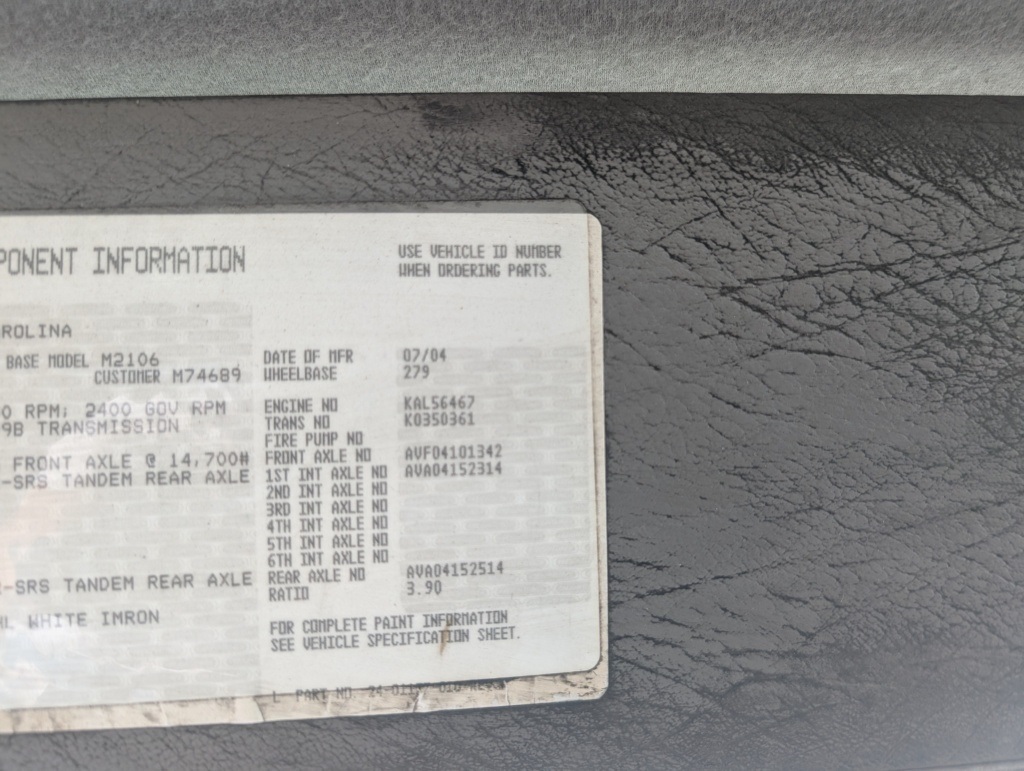 PONENT INFORMATION
USE VEHICLE ID NUMBER
WHEN ORDERING PARTS.
ROLINA
BASE MODEL M2106
CUSTOMER M74689
DATE OF MFR 07/04
WHEELBASE 279
0 RPM; 2400 GOV RPM
9B TRANSMISSION
ENGINE NO KAL56467
TRANS NO K0350361
FIRE PUMP NO
FRONT AXLE @ 14,700#
-SRS TANDEM REAR AXLE
FRONT AXLE NO AVF04101342
1ST INT AXLE NO AVA04152314
2ND INT AXLE NO
3RD INT AXLE NO
4TH INT AXLE NO
5TH INT AXLE NO
6TH INT AXLE NO
-SRS TANDEM REAR AXLE
REAR AXLE NO AVA04152514
RATIO 3.90
WHITE IMRON
FOR COMPLETE PAINT INFORMATION
SEE VEHICLE SPECIFICATION SHEET.
PART NO